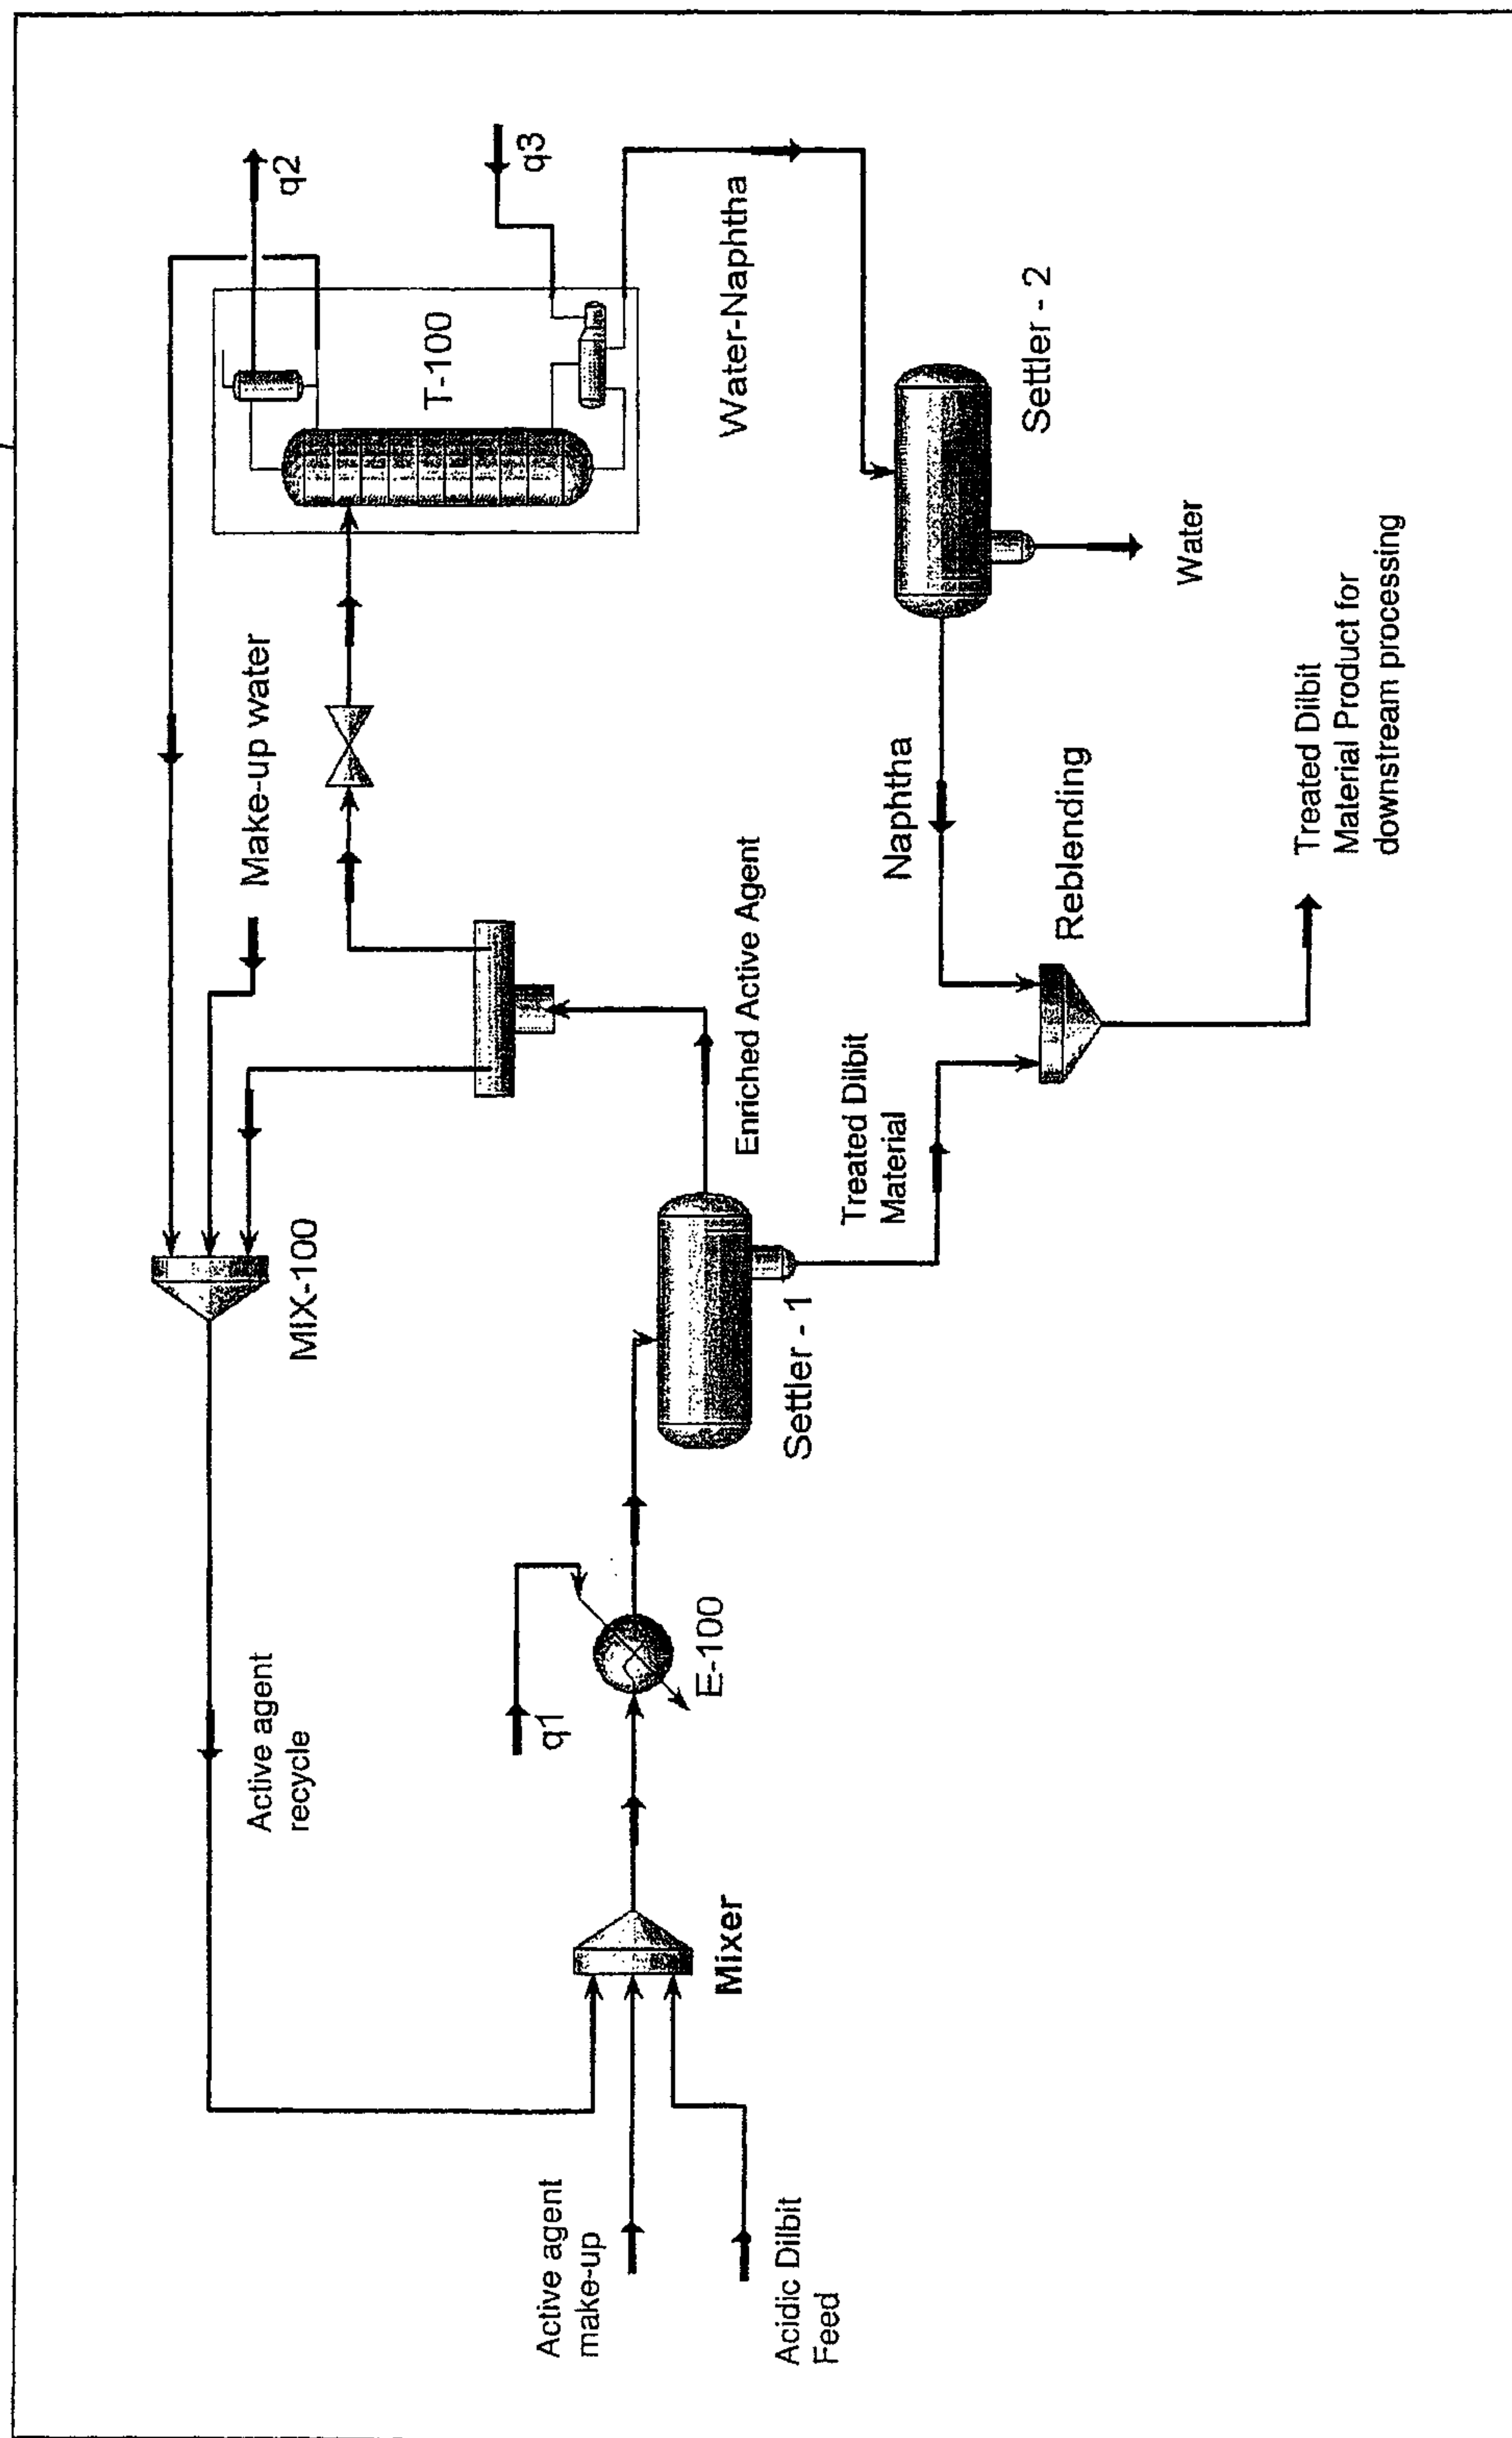 q2
q3
T-100
Make-up water
Water-Naphtha
MIX-100
Active agent
recycle
Enriched Active Agent
Settler - 2
Water
Naphtha
q1
E-100
Settler - 1
Treated Dilbit
Material
Reblending
Mixer
Active agent
make-up
Acidic Dilbit
Feed
Treated Dilbit
Material Product for
downstream processing